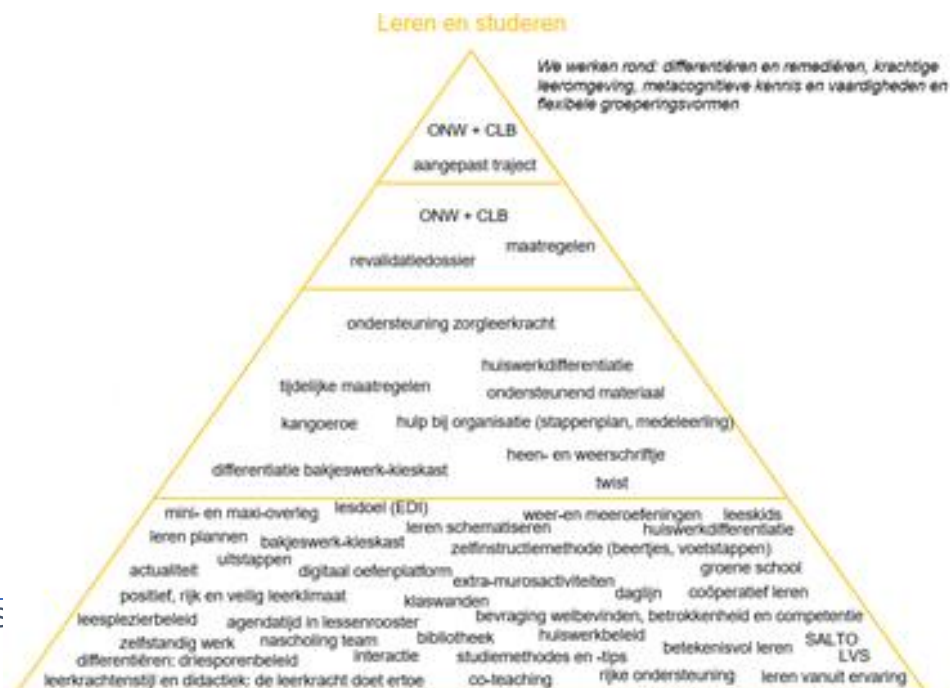 Leren en studeren
We werken rond: differentiëren en remediëren, krachtige
leeromgeving, metacognitieve kennis en vaardigheden en
flexibele groeperingsvormen
ONW + CLB
aangepast traject
ONW + CLB
maatregelen
revalidatiedossier
ondersteuning zorgleerkracht
huiswerkdifferentiatie
tijdelijke maatregelen
ondersteunend materiaal
kangoeroe
hulp bij organisatie (stappenplan, medeleerling)
heen- en weerschriftje
differentiatie bakjeswerk-kieskast
twist
mini- en maxi-overleg
lesdoel (EDI)
weer-en meeroefeningen
leeskids
leren schematiseren
huiswerkdifferentiatie
leren plannen
bakjeswerk-kieskast
zelfinstructiemethode (beertjes, voetstappen)
uitstappen
actualiteit
digitaal oefenplatform
groene school
extra-murosactiviteiten
positief, rijk en veilig leerklimaat
klaswanden
daglijn
coöperatief leren
leesplezierbeleid
agendatijd in lessenrooster
bevraging welbevinden, betrokkenheid en competentie
zelfstandig werk
nascholing team
bibliotheek
huiswerkbeleid
betekenisvol leren
SALTO
LVS
differentiëren: driesporenbeleid
interactie
studiemethodes en -tips
leerkrachtenstijl en didactiek: de leerkracht doet ertoe
co-teaching
rijke ondersteuning
leren vanuit ervaring